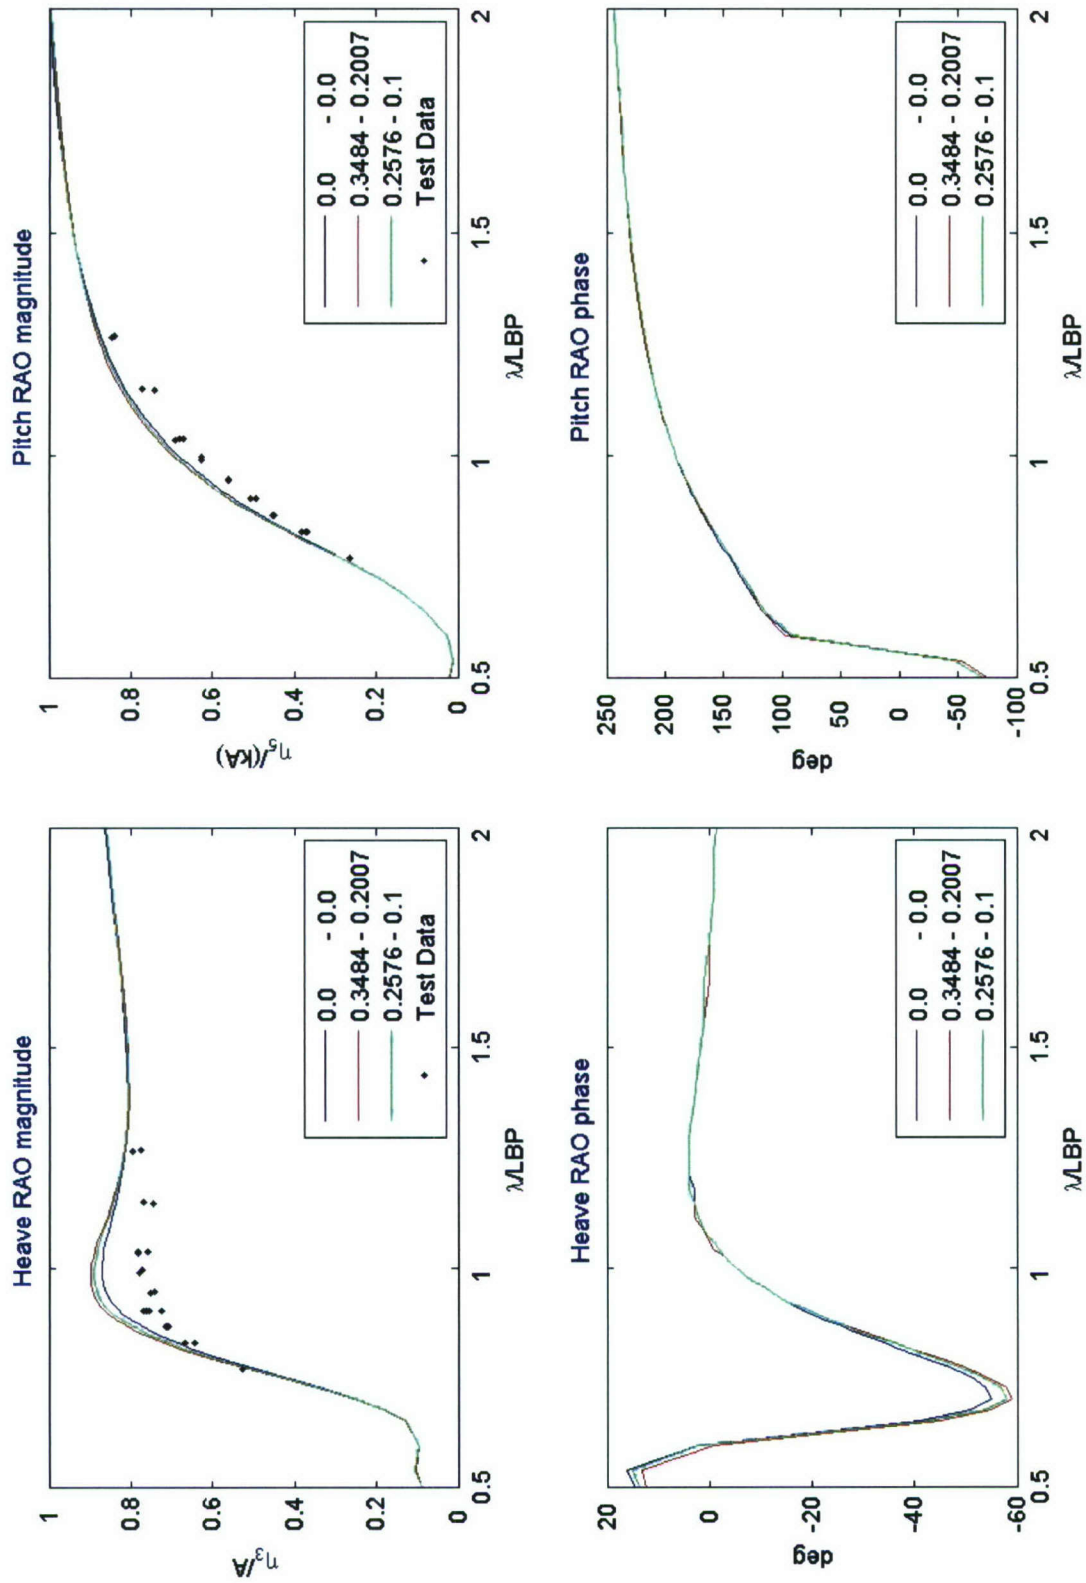 Heave RAO magnitude
η3/A
1
0.8
0.6
0.4
0.2
0
0.5
1
1.5
2
λ/LBP
0.0 - 0.0
0.3484 - 0.2007
0.2576 - 0.1
Test Data
Pitch RAO magnitude
η5/(kA)
1
0.8
0.6
0.4
0.2
0
0.5
1
1.5
2
λ/LBP
0.0 - 0.0
0.3484 - 0.2007
0.2576 - 0.1
Test Data
Heave RAO phase
deg
20
0
-20
-40
-60
0.5
1
1.5
2
λ/LBP
0.0 - 0.0
0.3484 - 0.2007
0.2576 - 0.1
Pitch RAO phase
deg
250
200
150
100
50
0
-50
-100
0.5
1
1.5
2
λ/LBP
0.0 - 0.0
0.3484 - 0.2007
0.2576 - 0.1